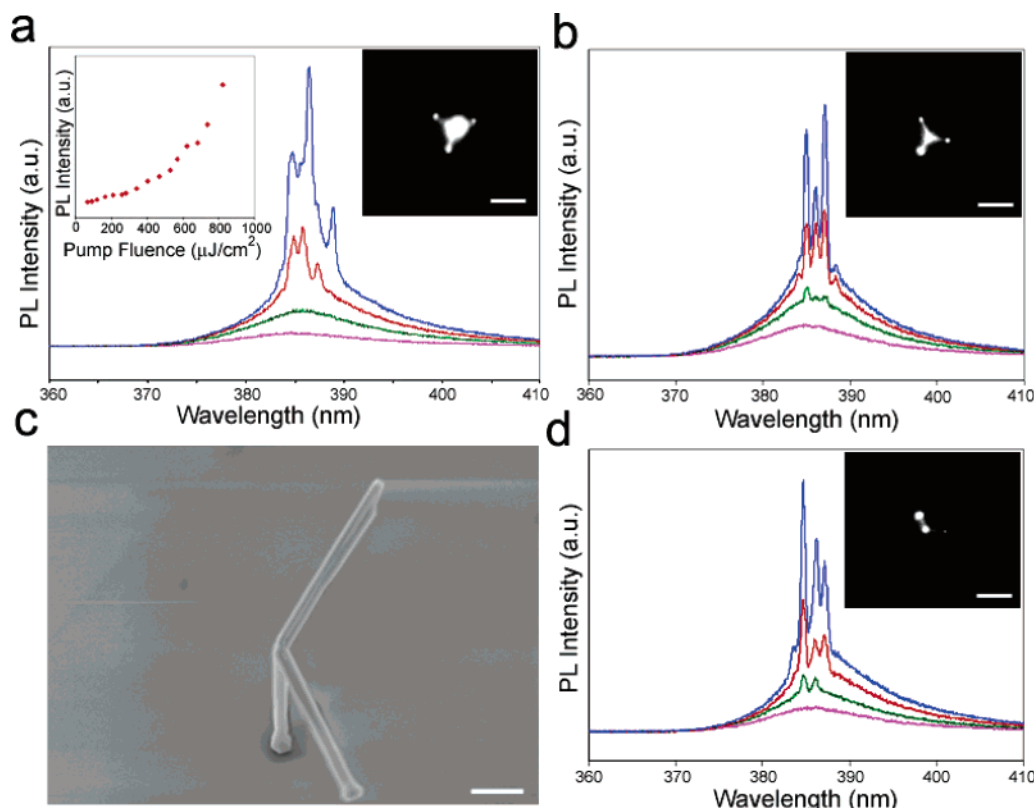 a
PL Intensity (a.u.)
PL Intensity (a.u.)
0 200 400 600 800 1000
Pump Fluence (μJ/cm²)
360 370 380 390 400 410
Wavelength (nm)
b
PL Intensity (a.u.)
360 370 380 390 400 410
Wavelength (nm)
c
d
PL Intensity (a.u.)
360 370 380 390 400 410
Wavelength (nm)